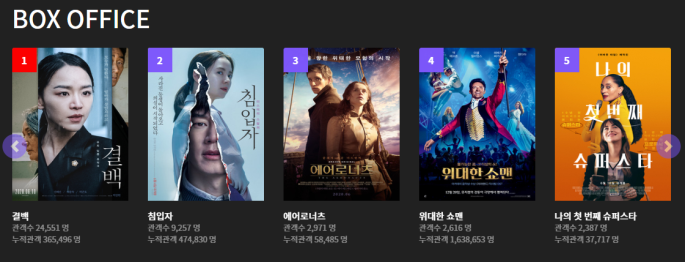 BOX OFFICE
1
2
3
4
5
결백
침입자
에어로너츠
위대한 쇼맨
나의
첫번째
슈퍼스타
결백
관객수 24,551 명
누적관객 365,496 명
침입자
관객수 9,257 명
누적관객 474,830 명
에어로너츠
관객수 2,971 명
누적관객 58,485 명
위대한 쇼맨
관객수 2,616 명
누적관객 1,638,653 명
나의 첫 번째 슈퍼스타
관객수 2,387 명
누적관객 37,717 명